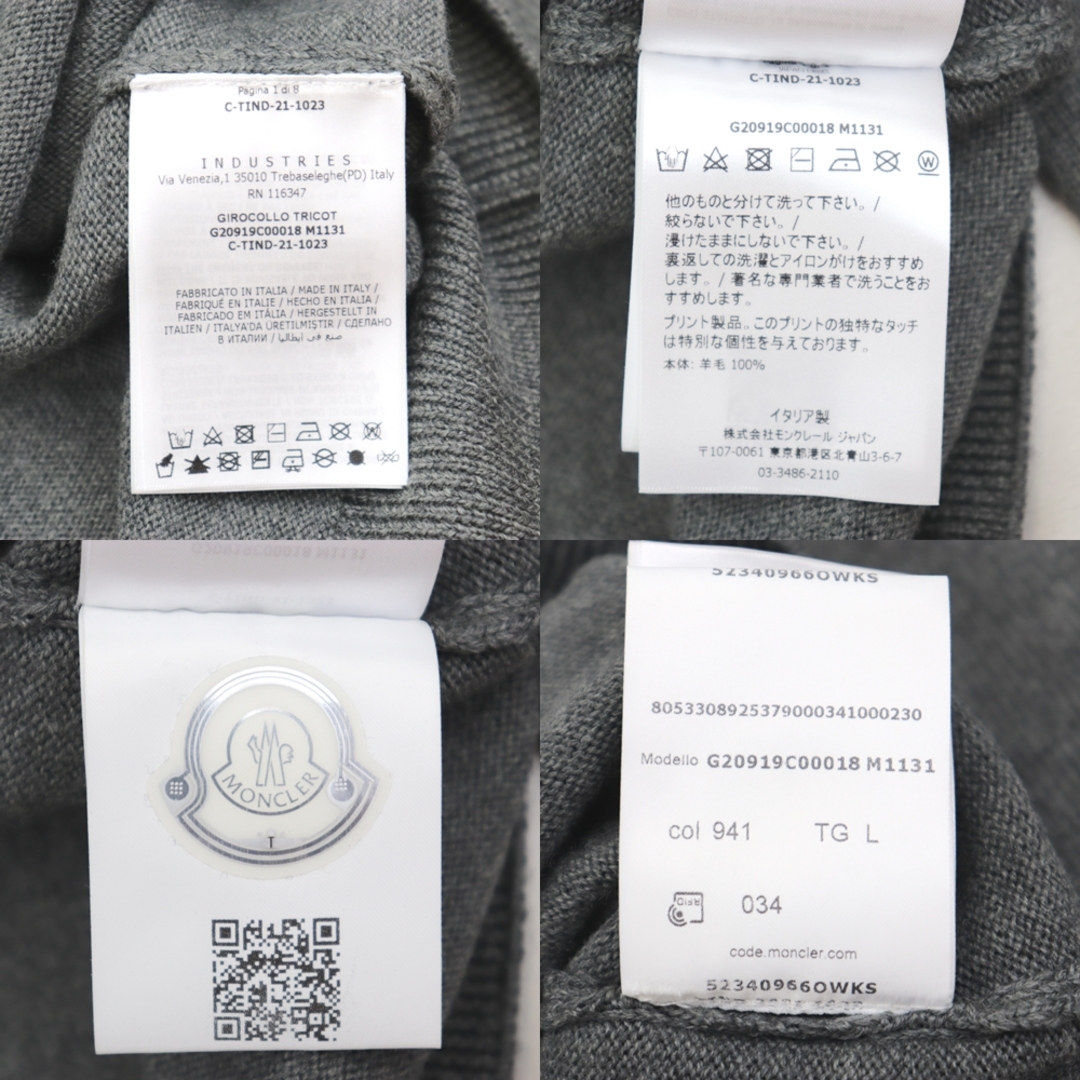 Pagina 1 di 8
C-TIND-21-1023
INDUSTRIES
Via Venezia,1 35010 Trebaseleghe(PD) Italy
RN 116347
GIROCOLLO TRICOT
G20919C00018 M1131
C-TIND-21-1023
FABBRICATO IN ITALIA / MADE IN ITALY /
FABRIQUÉ EN ITALIE / HECHO EN ITALIA /
FABRICADO EM ITÁLIA / HERGESTELLT IN
ITALIEN / ITALYA'DA URETILMIŞTIR / СДЕЛАНО
В ИТАЛИИ / صنع في ايطاليا
C-TIND-21-1023
G20919C00018 M1131
W
他のものと分けて洗って下さい。/
絞らないで下さい。/
浸けたままにしないで下さい。/
裏返しての洗濯とアイロンがけをおすすめ
します。/ 著名な専門業者で洗うことをお
すすめします。
プリント製品。このプリントの独特なタッチ
は特別な個性を与えております。
本体: 羊毛 100%
イタリア製
株式会社モンクレール ジャパン
〒107-0061 東京都港区北青山3-6-7
03-3486-2110
G20919C00018 M1131
MONCLER
T
52340966OWKS
8053308925379000341000230
Modello G20919C00018 M1131
col 941 TG L
RFID 034
code.moncler.com
52340966OWKS